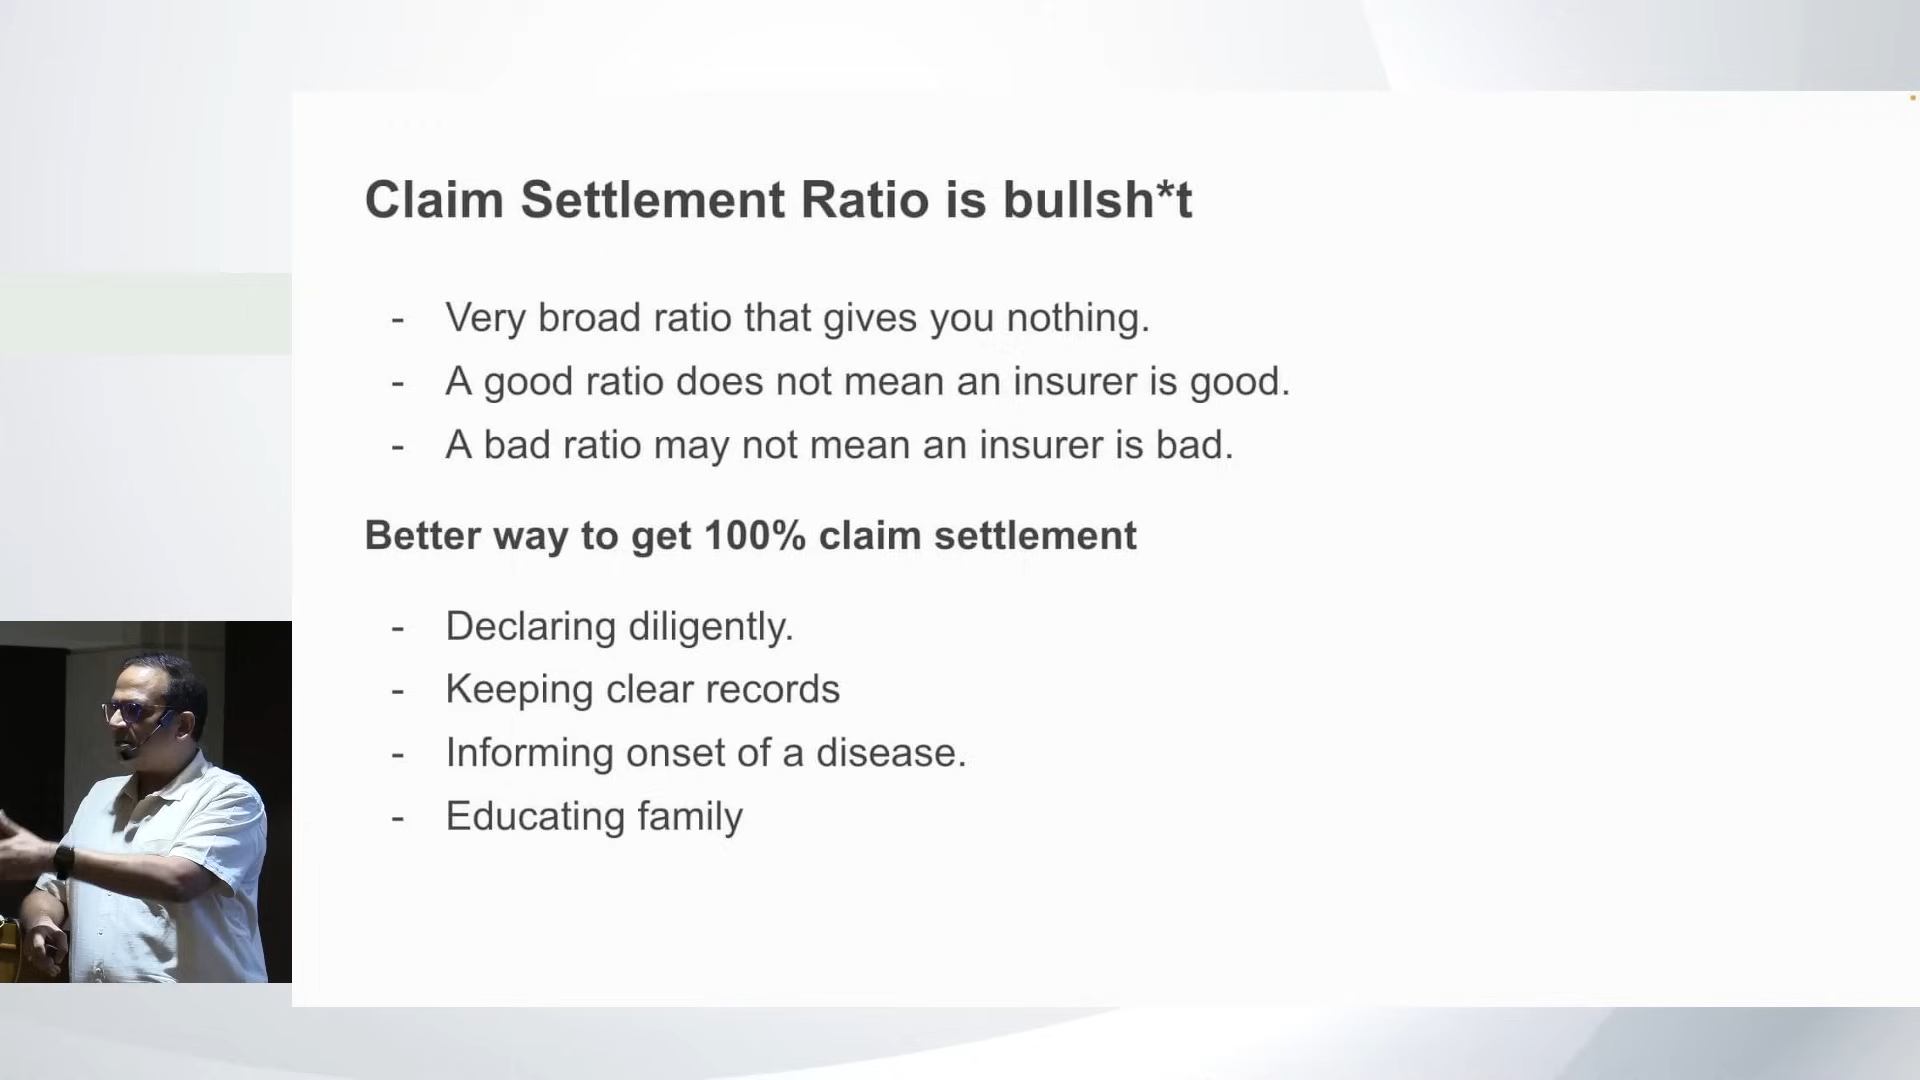 Claim Settlement Ratio is bullsh*t
- Very broad ratio that gives you nothing.
- A good ratio does not mean an insurer is good.
- A bad ratio may not mean an insurer is bad.
Better way to get 100% claim settlement
- Declaring diligently.
- Keeping clear records
- Informing onset of a disease.
- Educating family